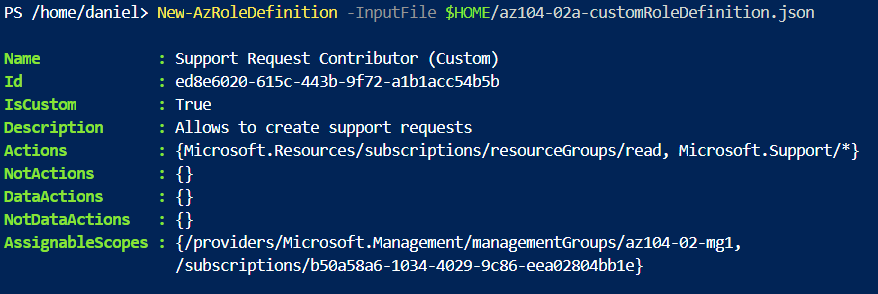 PS /home/daniel> New-AzRoleDefinition -InputFile $HOME/az104-02a-customRoleDefinition.json
Name : Support Request Contributor (Custom)
Id : ed8e6020-615c-443b-9f72-a1b1acc54b5b
IsCustom : True
Description : Allows to create support requests
Actions : {Microsoft.Resources/subscriptions/resourceGroups/read, Microsoft.Support/*}
NotActions : {}
DataActions : {}
NotDataActions : {}
AssignableScopes : {/providers/Microsoft.Management/managementGroups/az104-02-mg1,
/subscriptions/b50a58a6-1034-4029-9c86-eea02804bb1e}